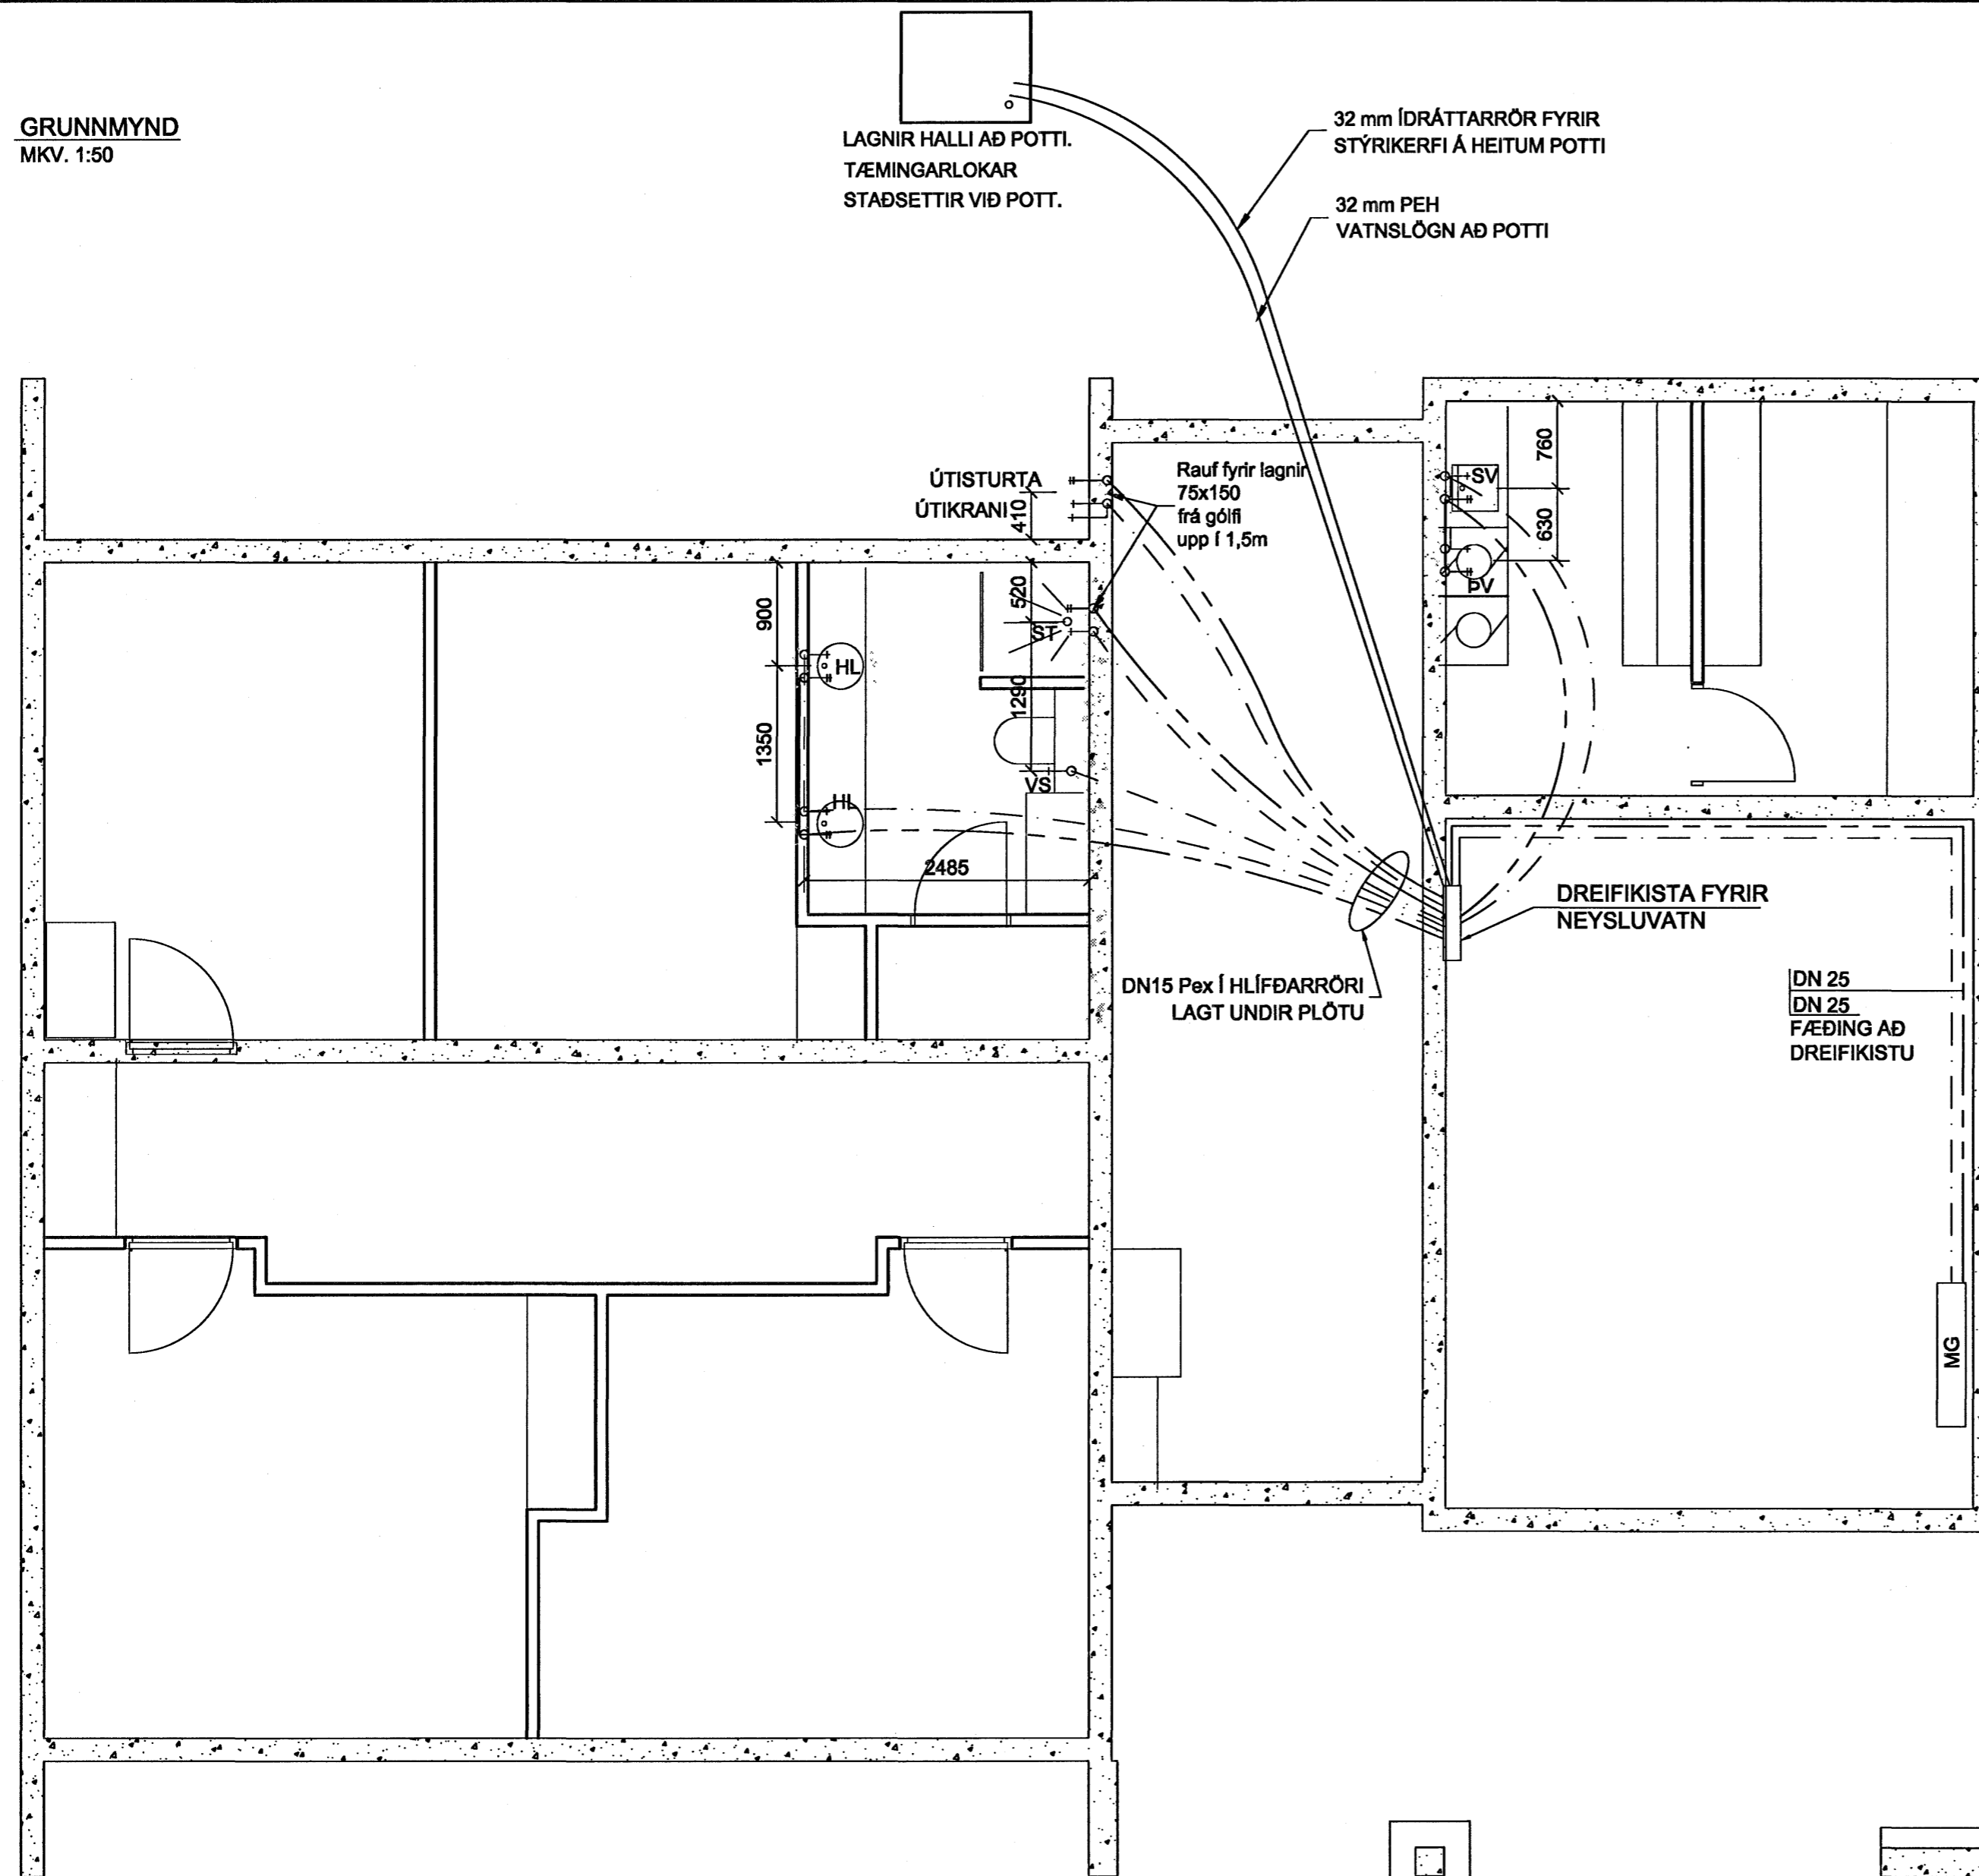 GRUNNMYND
MKV. 1:50
LAGNIR HALLI AÐ POTTI.
TÆMINGARLOKAR
STAÐSETTIR VIÐ POTT.
32 mm ÍDRÁTTARRÖR FYRIR
STÝRIKERFI Á HEITUM POTTI
32 mm PEH
VATNSLÖGN AÐ POTTI
ÚTISTURTA
ÚTIKRANI
410
Rauf fyrir lagnir
75x150
frá gólfi
upp í 1,5m
SV
760
630
ÞV
900
1350
HL
HL
520
ST
1290
VS
2485
DREIFIKISTA FYRIR
NEYSLUVATN
DN15 Pex Í HLÍFÐARRÖRI
LAGT UNDIR PLÖTU
DN 25
DN 25
FÆÐING AÐ
DREIFIKISTU
MG